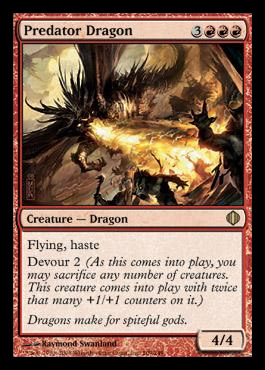 Predator Dragon 3
Creature — Dragon
Flying, haste
Devour 2 (As this comes into play, you
may sacrifice any number of creatures.
This creature comes into play with twice
that many +1/+1 counters on it.)
Dragons make for spiteful gods.
Raymond Swanland
4/4